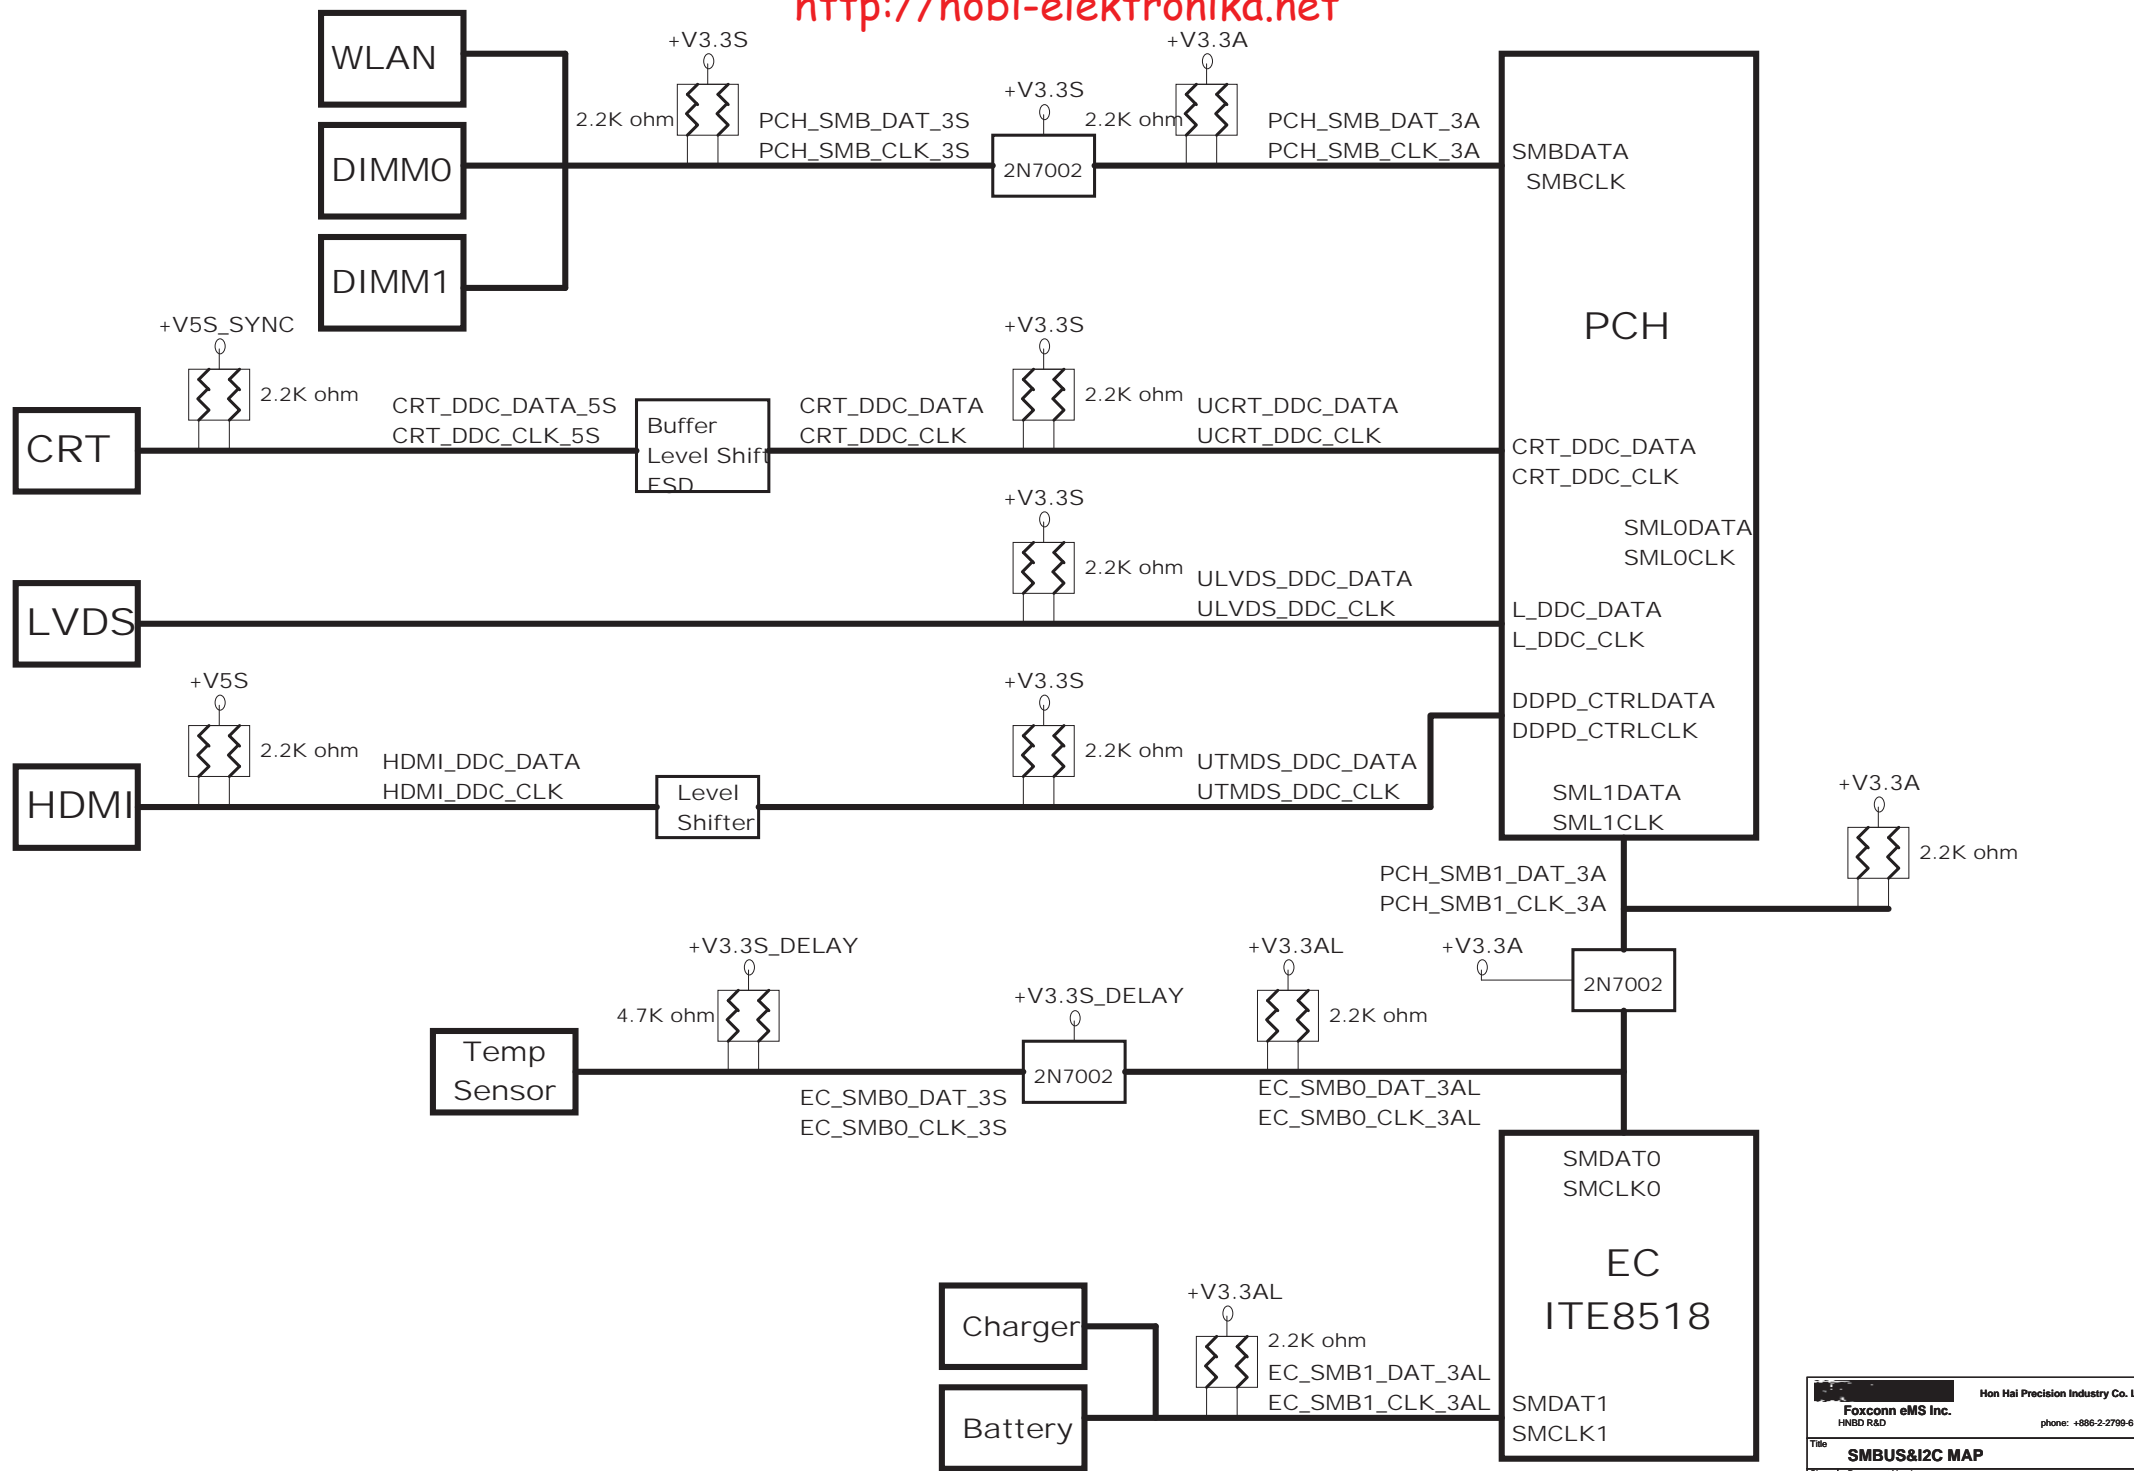 http://hobi-elektronika.net
WLAN
DIMM0
DIMM1
+V3.3S
2.2K ohm
PCH_SMB_DAT_3S
PCH_SMB_CLK_3S
+V3.3S
2N7002
+V3.3A
2.2K ohm
PCH_SMB_DAT_3A
PCH_SMB_CLK_3A
SMBDATA
SMBCLK
PCH
+V5S_SYNC
2.2K ohm
CRT
CRT_DDC_DATA_5S
CRT_DDC_CLK_5S
Buffer
Level Shift
ESD
CRT_DDC_DATA
CRT_DDC_CLK
+V3.3S
2.2K ohm
UCRT_DDC_DATA
UCRT_DDC_CLK
CRT_DDC_DATA
CRT_DDC_CLK
SML0DATA
SML0CLK
LVDS
+V3.3S
2.2K ohm
ULVDS_DDC_DATA
ULVDS_DDC_CLK
L_DDC_DATA
L_DDC_CLK
+V5S
2.2K ohm
HDMI
HDMI_DDC_DATA
HDMI_DDC_CLK
Level
Shifter
+V3.3S
2.2K ohm
UTMDS_DDC_DATA
UTMDS_DDC_CLK
DDPD_CTRLDATA
DDPD_CTRLCLK
SML1DATA
SML1CLK
+V3.3A
2.2K ohm
PCH_SMB1_DAT_3A
PCH_SMB1_CLK_3A
+V3.3A
2N7002
Temp
Sensor
+V3.3S_DELAY
4.7K ohm
EC_SMB0_DAT_3S
EC_SMB0_CLK_3S
+V3.3S_DELAY
2N7002
+V3.3AL
2.2K ohm
EC_SMB0_DAT_3AL
EC_SMB0_CLK_3AL
SMDAT0
SMCLK0
EC
ITE8518
Charger
Battery
+V3.3AL
2.2K ohm
EC_SMB1_DAT_3AL
EC_SMB1_CLK_3AL
SMDAT1
SMCLK1
Hon Hai Precision Industry Co. L
Foxconn eMS Inc.
HNBD R&D
phone: +886-2-2799-6
Title
SMBUS&I2C MAP